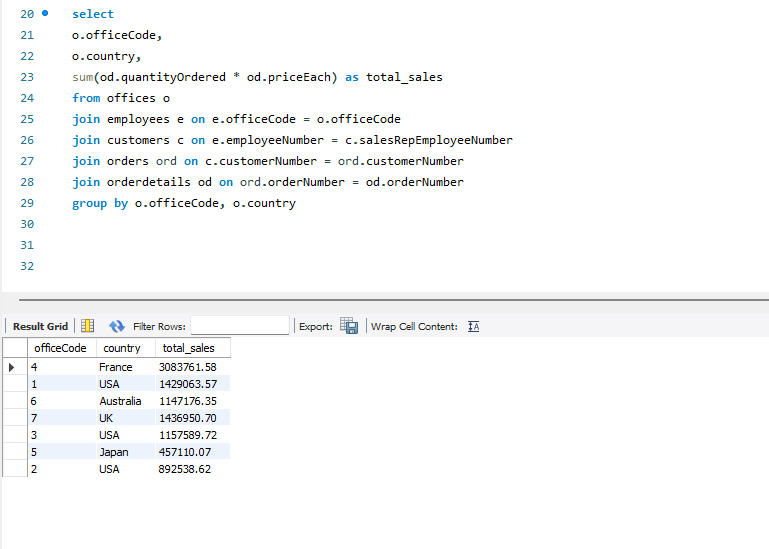 20 select
21 o.officeCode,
22 o.country,
23 sum(od.quantityOrdered * od.priceEach) as total_sales
24 from offices o
25 join employees e on e.officeCode = o.officeCode
26 join customers c on e.employeeNumber = c.salesRepEmployeeNumber
27 join orders ord on c.customerNumber = ord.customerNumber
28 join orderdetails od on ord.orderNumber = od.orderNumber
29 group by o.officeCode, o.country
30
31
32
Result Grid Filter Rows: Export: Wrap Cell Content: IA
officeCode country total_sales
4 France 3083761.58
1 USA 1429063.57
6 Australia 1147176.35
7 UK 1436950.70
3 USA 1157589.72
5 Japan 457110.07
2 USA 892538.62